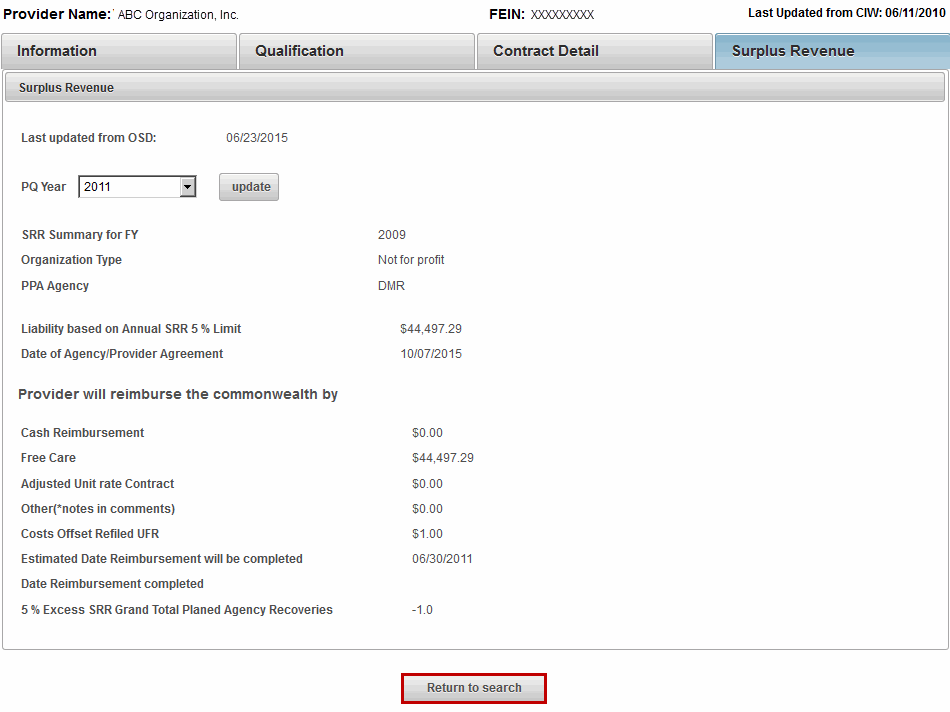 Provider Name: ABC Organization, Inc. FEIN: XXXXXXXXX Last Updated from CIW: 06/11/2010
Information Qualification Contract Detail Surplus Revenue
Surplus Revenue
Last updated from OSD: 06/23/2015
PQ Year 2011 update
SRR Summary for FY 2009
Organization Type Not for profit
PPA Agency DMR
Liability based on Annual SRR 5 % Limit $44,497.29
Date of Agency/Provider Agreement 10/07/2015
Provider will reimburse the commonwealth by
Cash Reimbursement $0.00
Free Care $44,497.29
Adjusted Unit rate Contract $0.00
Other(*notes in comments) $0.00
Costs Offset Refiled UFR $1.00
Estimated Date Reimbursement will be completed 06/30/2011
Date Reimbursement completed
5 % Excess SRR Grand Total Planed Agency Recoveries -1.0
Return to search